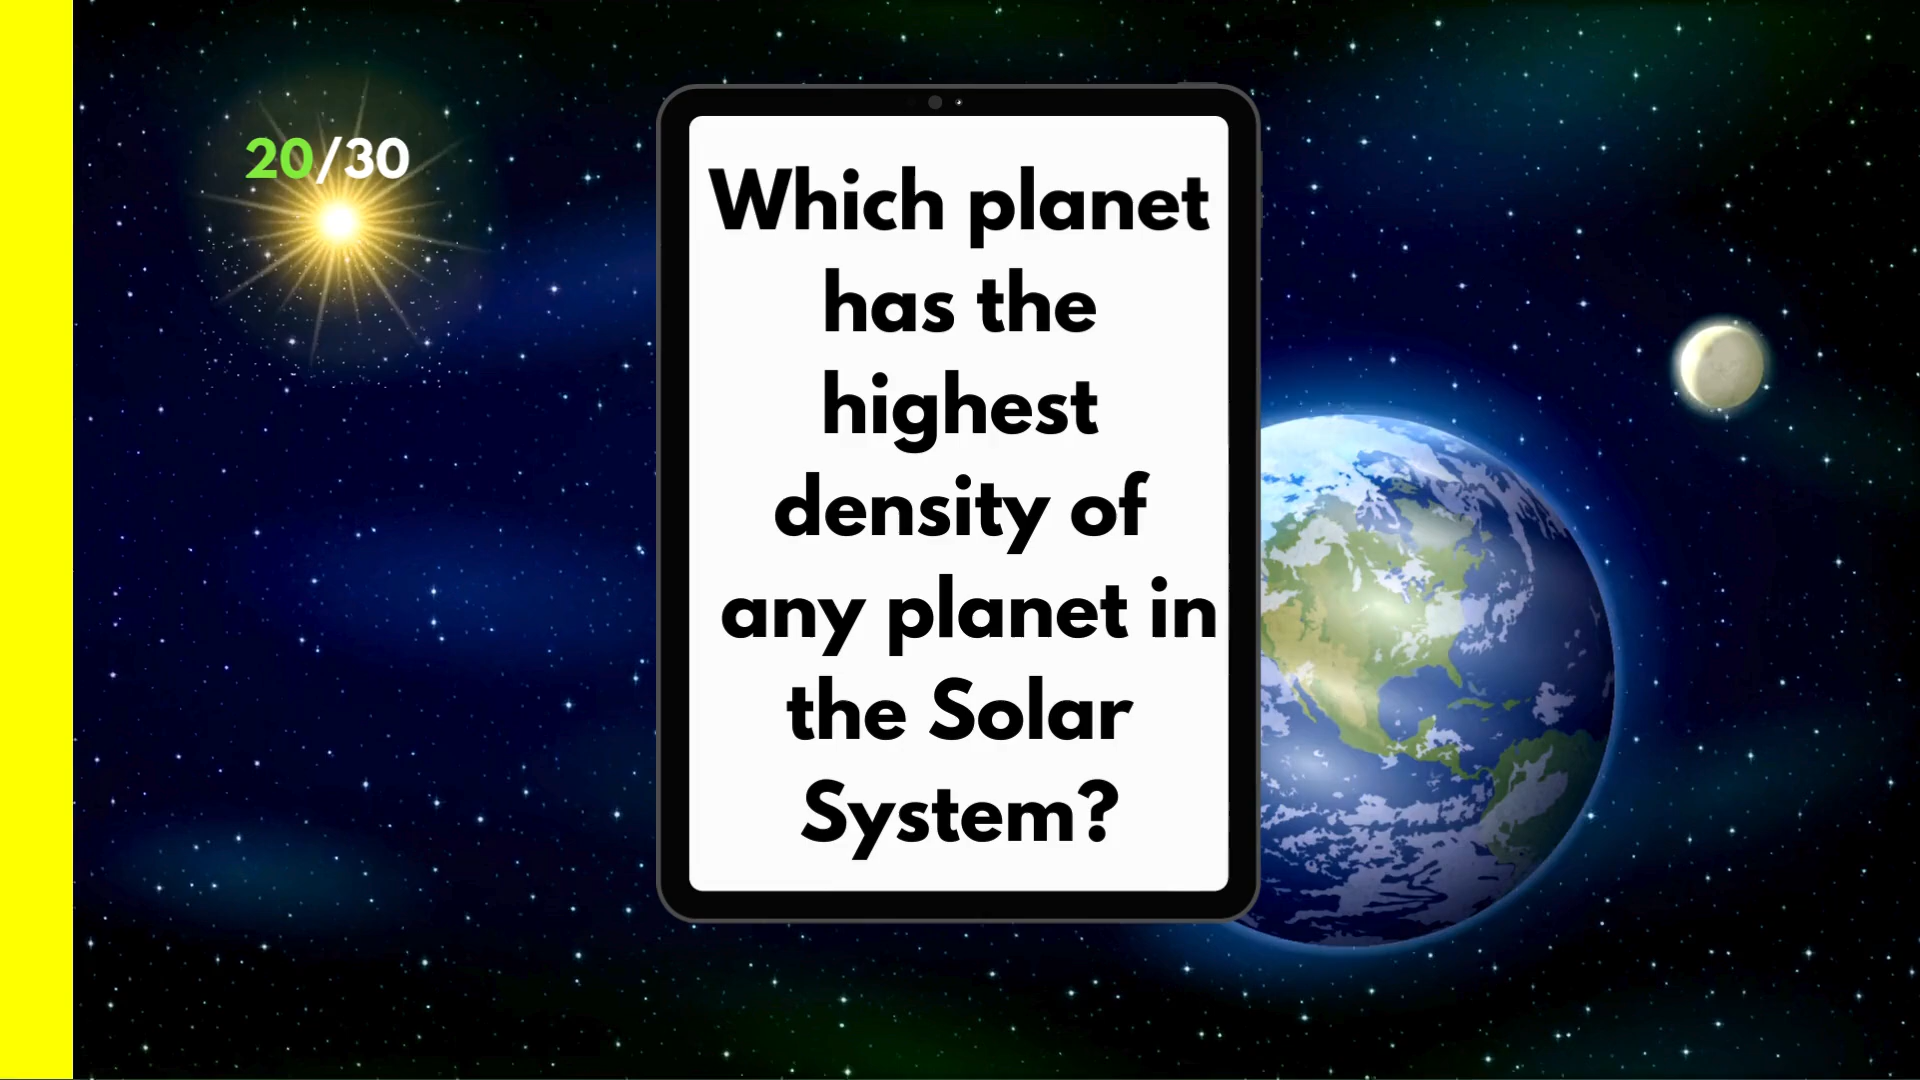 20/30
Which planet
has the
highest
density of
any planet in
the Solar
System?